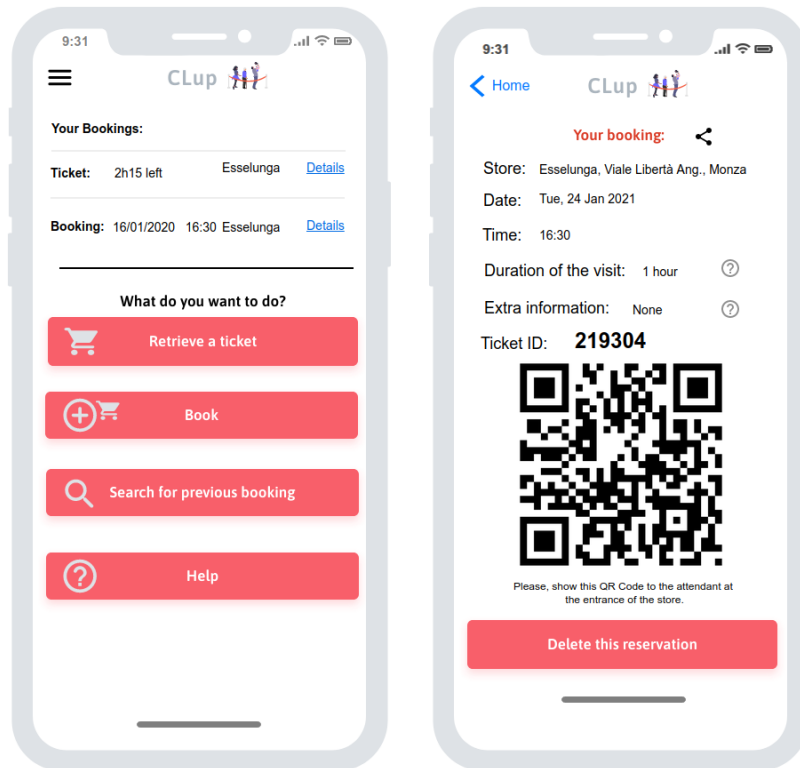 9:31
CLup
Your Bookings:
Ticket: 2h15 left Esselunga Details
Booking: 16/01/2020 16:30 Esselunga Details
What do you want to do?
Retrieve a ticket
Book
Search for previous booking
Help
9:31
Home CLup
Your booking:
Store: Esselunga, Viale Libertà Ang., Monza
Date: Tue, 24 Jan 2021
Time: 16:30
Duration of the visit: 1 hour ?
Extra information: None ?
Ticket ID: 219304
Please, show this QR Code to the attendant at
the entrance of the store.
Delete this reservation